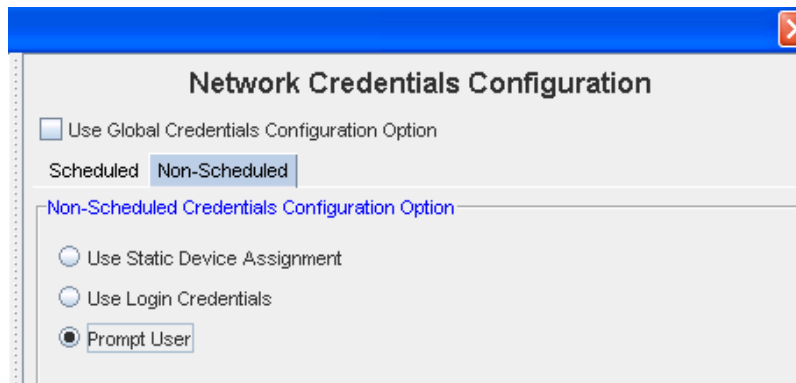 Network Credentials Configuration
Use Global Credentials Configuration Option
Scheduled Non-Scheduled
Non-Scheduled Credentials Configuration Option
Use Static Device Assignment
Use Login Credentials
Prompt User